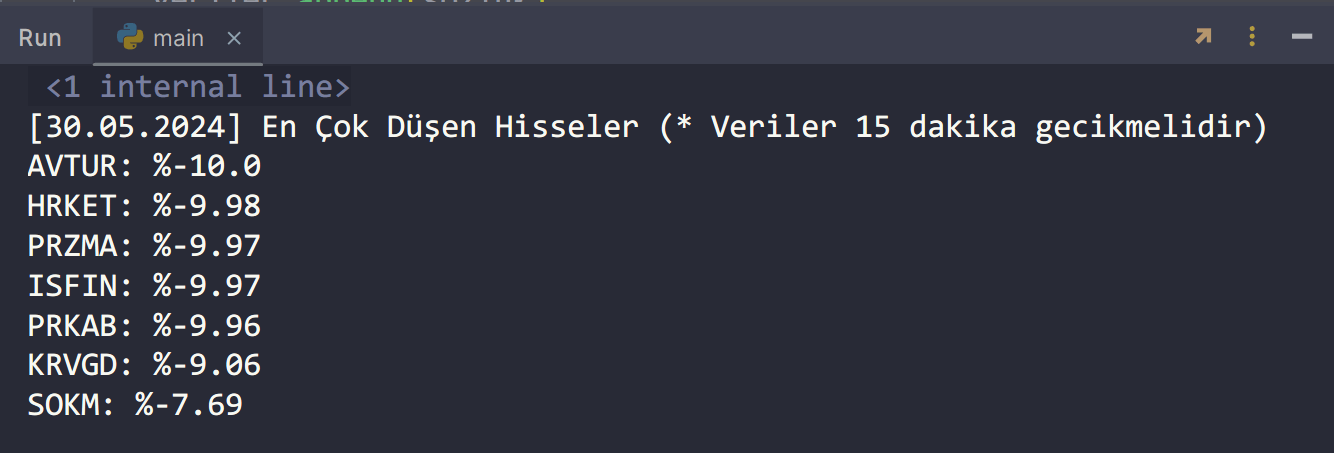 Run main
<1 internal line>
[30.05.2024] En Çok Düşen Hisseler (* Veriler 15 dakika gecikmelidir)
AVTUR: %-10.0
HRKET: %-9.98
PRZMA: %-9.97
ISFIN: %-9.97
PRKAB: %-9.96
KRVGD: %-9.06
SOKM: %-7.69